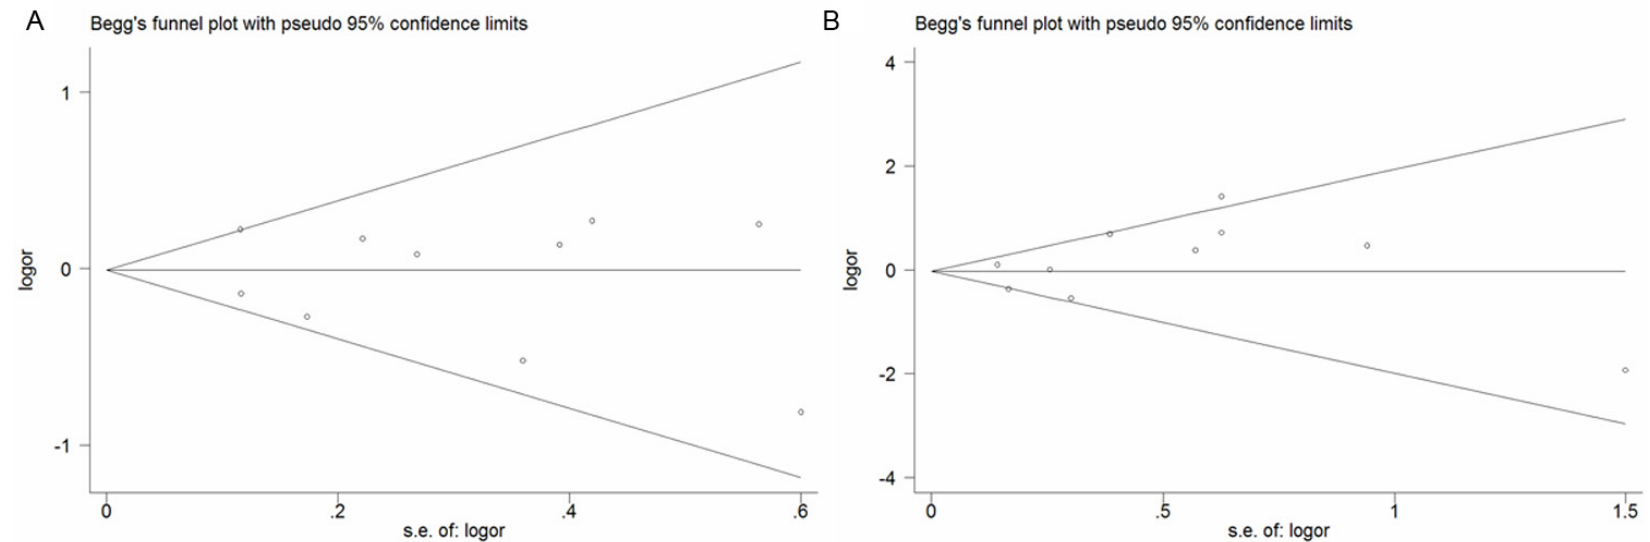 A
Begg's funnel plot with pseudo 95% confidence limits
1
0
-1
logor
0 .2 .4 .6
s.e. of: logor
B
Begg's funnel plot with pseudo 95% confidence limits
4
2
0
-2
-4
logor
0 .5 1 1.5
s.e. of: logor